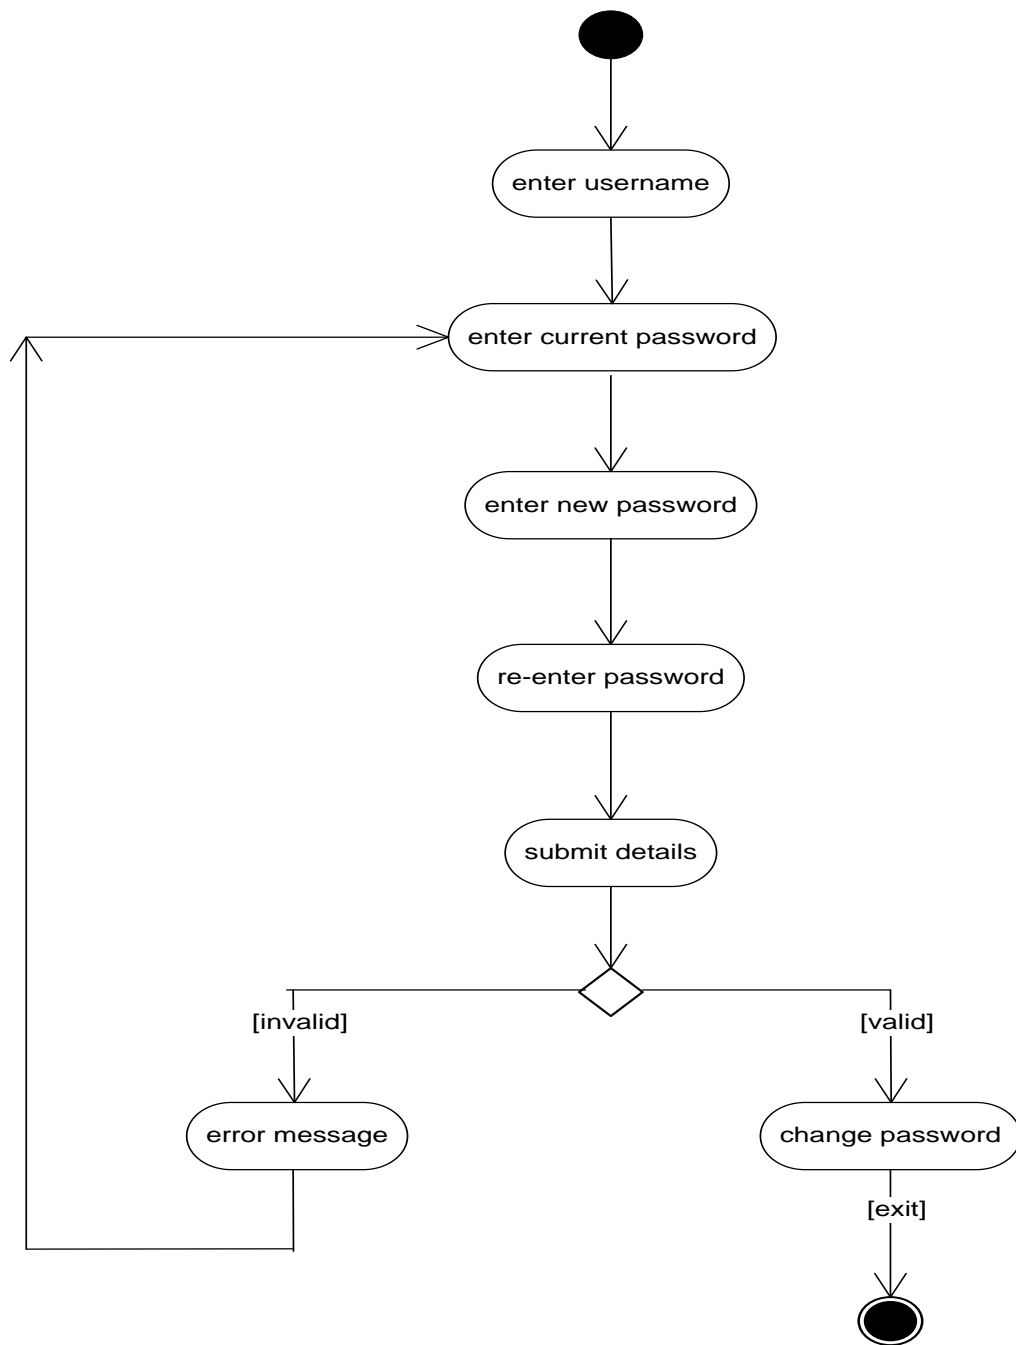 enter username
enter current password
enter new password
re-enter password
submit details
[invalid]
[valid]
error message
change password
[exit]